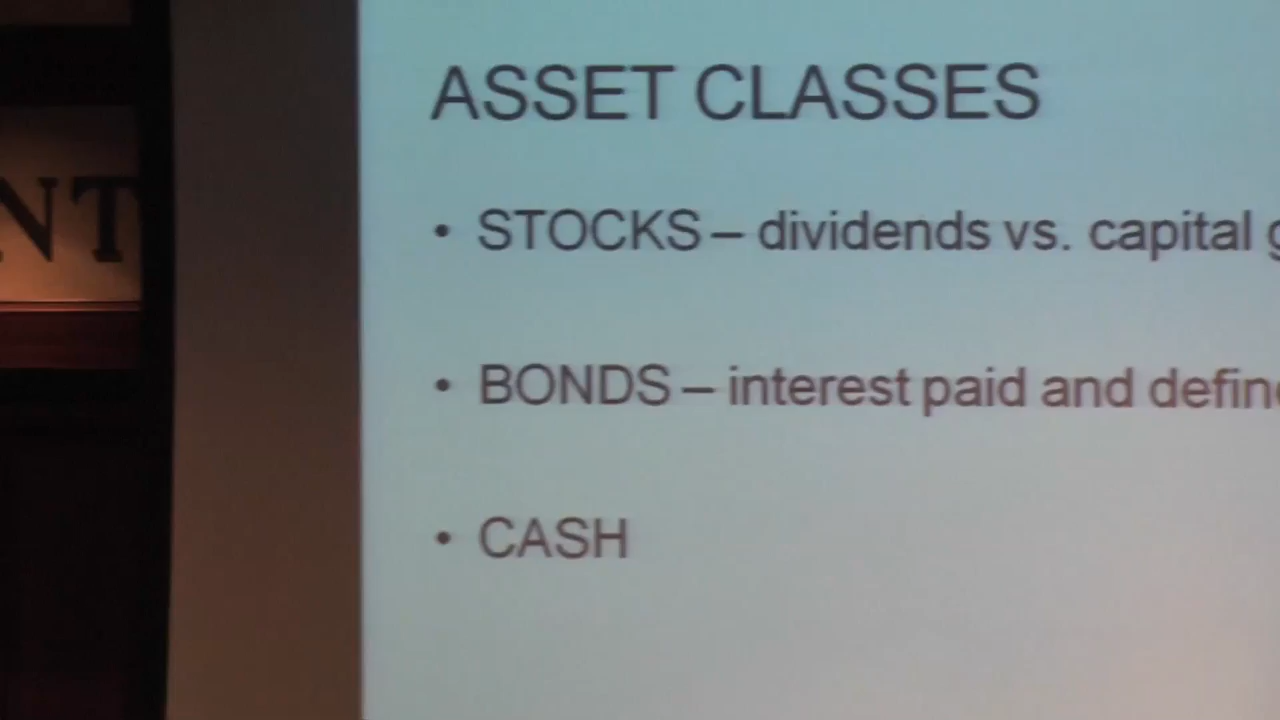 ASSET CLASSES
• STOCKS – dividends vs. capital
• BONDS – interest paid and
• CASH
NT